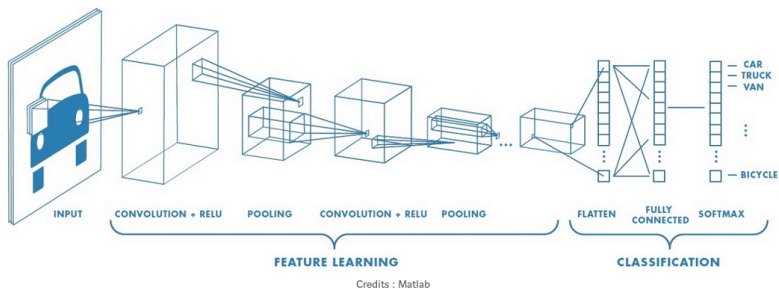 CAR
TRUCK
VAN
BICYCLE
INPUT
CONVOLUTION + RELU
POOLING
CONVOLUTION + RELU
POOLING
FLATTEN
FULLY
CONNECTED
SOFTMAX
FEATURE LEARNING
CLASSIFICATION
Credits : Matlab